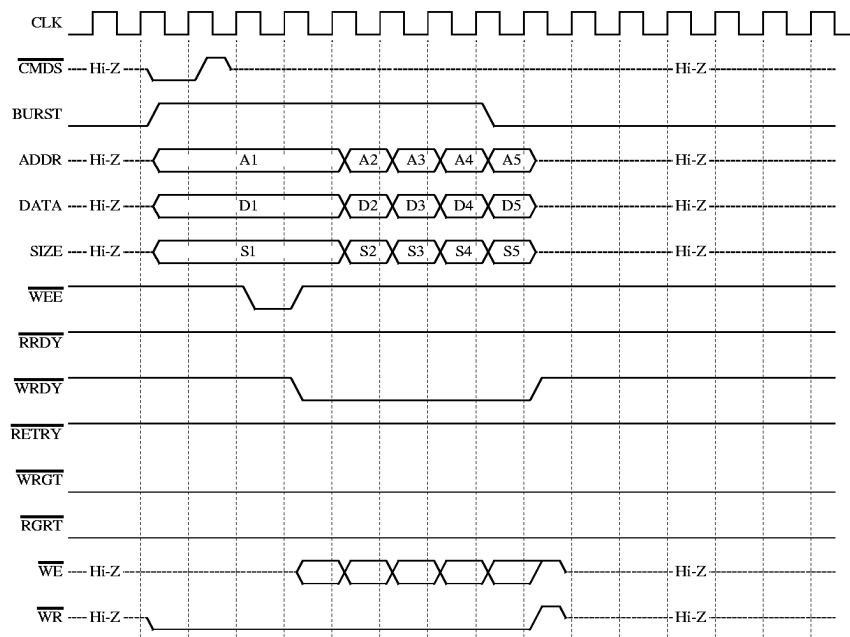 CLK
CMDS Hi-Z Hi-Z
BURST
ADDR Hi-Z A1 A2 A3 A4 A5 Hi-Z
DATA Hi-Z D1 D2 D3 D4 D5 Hi-Z
SIZE Hi-Z S1 S2 S3 S4 S5 Hi-Z
WEE
RRDY
WRDY
RETRY
WRGT
RGRT
WE Hi-Z Hi-Z
WR Hi-Z Hi-Z